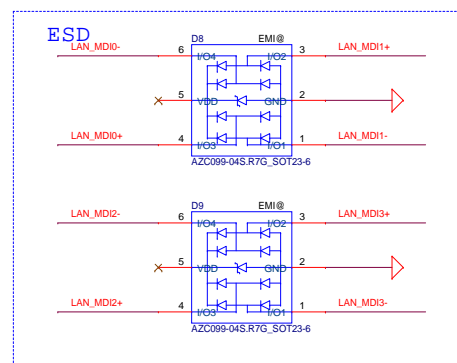 ESD
D8 EMI@
LAN_MDI0- 6 I/O4 I/O2 3 LAN_MDI1+
5 VDD GND 2
LAN_MDI0+ 4 I/O3 I/O1 1 LAN_MDI1-
AZC099-04S.R7G_SOT23-6
D9 EMI@
LAN_MDI2- 6 I/O4 I/O2 3 LAN_MDI3+
5 VDD GND 2
LAN_MDI2+ 4 I/O3 I/O1 1 LAN_MDI3-
AZC099-04S.R7G_SOT23-6